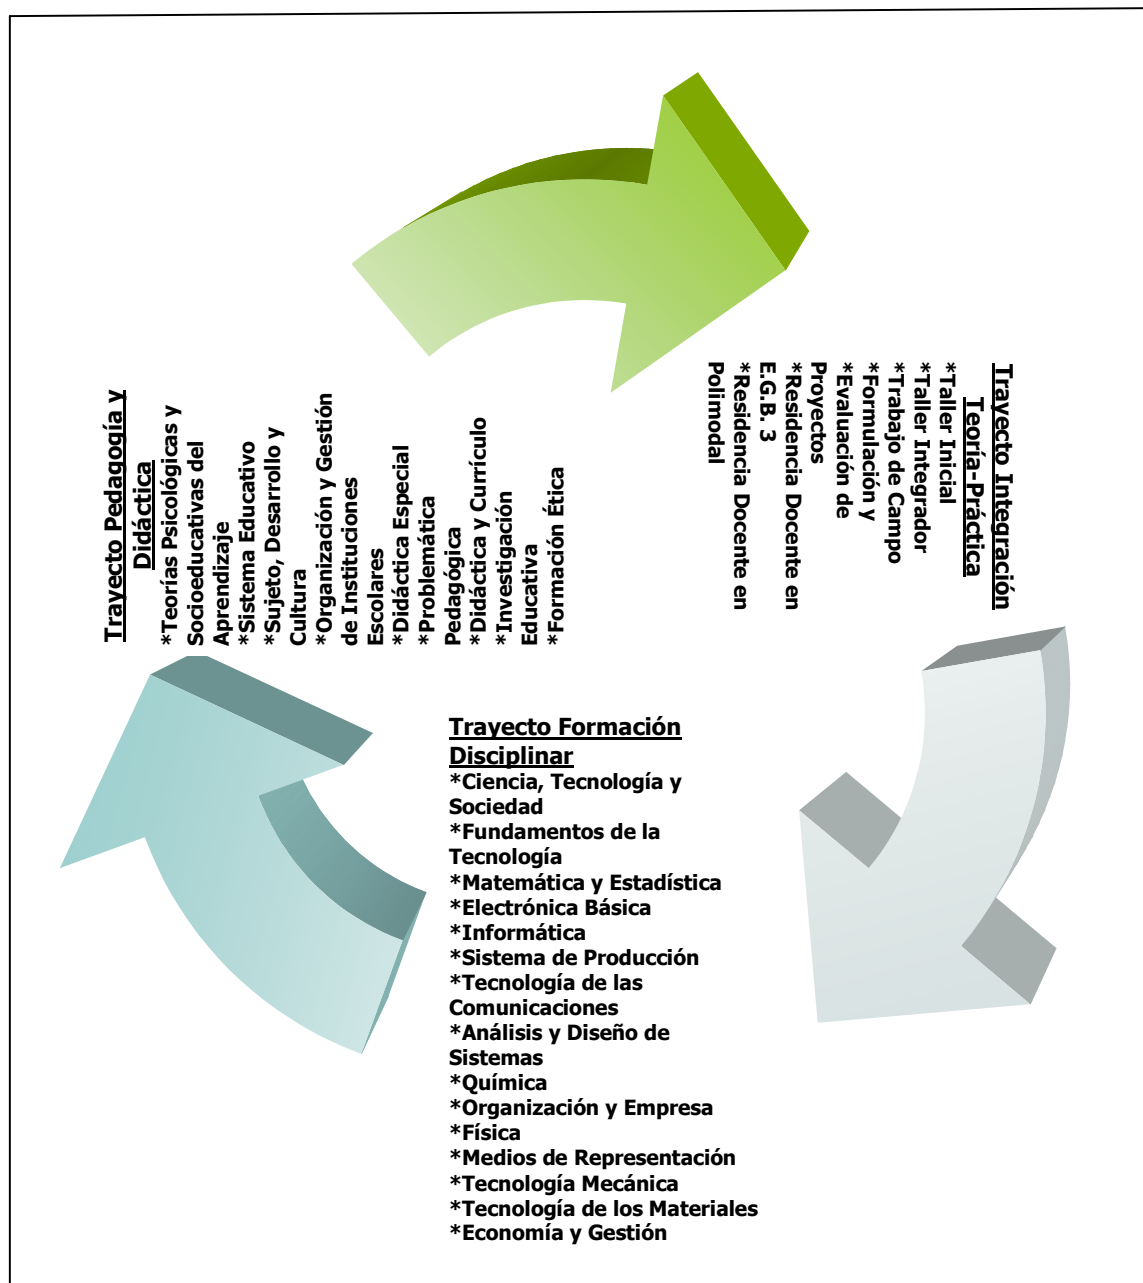 Trayecto Pedagogía y
Didáctica
*Teorías Psicológicas y
Socioeducativas del
Aprendizaje
*Sistema Educativo
*Sujeto, Desarrollo y
Cultura
*Organización y Gestión
de Instituciones
Escolares
*Didáctica Especial
*Problemática
Pedagógica
*Didáctica y Currículo
*Investigación
Educativa
*Formación Ética
Trayecto Integración
Teoría-Práctica
*Taller Inicial
*Taller Integrador
*Trabajo de Campo
*Formulación y
*Evaluación de
Proyectos
*Residencia Docente en
E.G.B. 3
*Residencia Docente en
Polimodal
Trayecto Formación
Disciplinar
*Ciencia, Tecnología y
Sociedad
*Fundamentos de la
Tecnología
*Matemática y Estadística
*Electrónica Básica
*Informática
*Sistema de Producción
*Tecnología de las
Comunicaciones
*Análisis y Diseño de
Sistemas
*Química
*Organización y Empresa
*Física
*Medios de Representación
*Tecnología Mecánica
*Tecnología de los Materiales
*Economía y Gestión